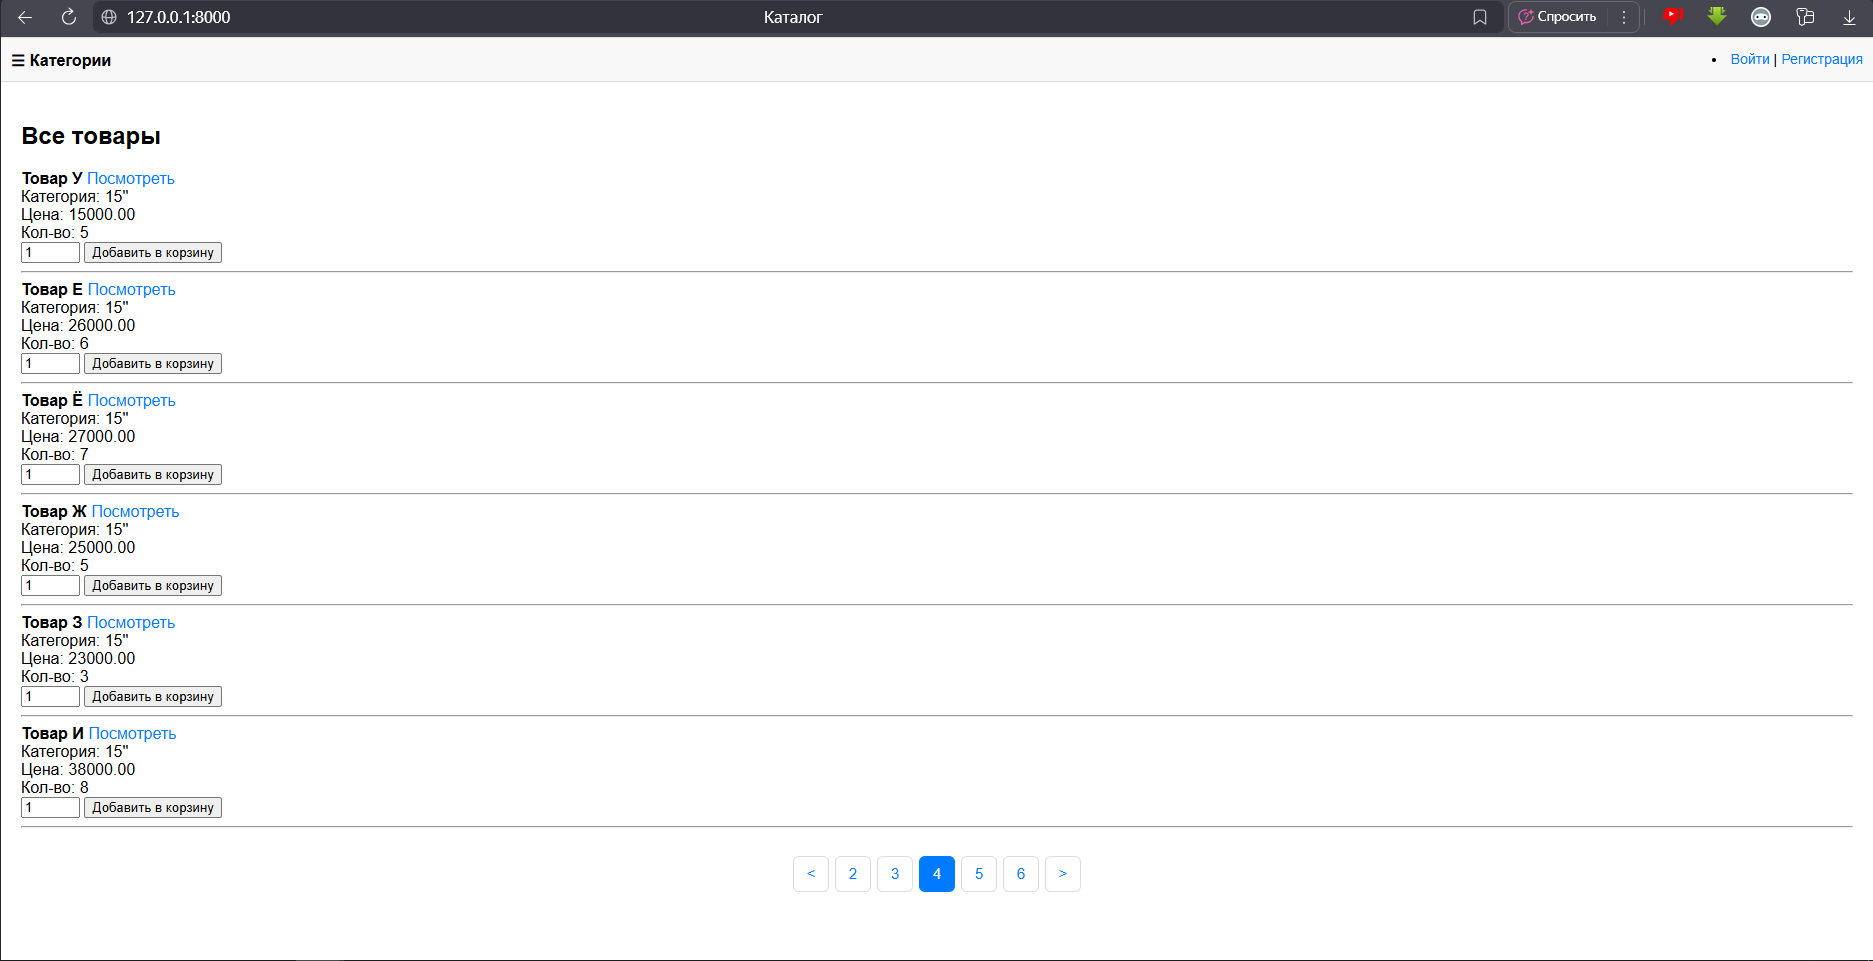 127.0.0.1:8000 Каталог Спросить
☰ Категории • Войти | Регистрация
Все товары
Товар У Посмотреть
Категория: 15"
Цена: 15000.00
Кол-во: 5
1 Добавить в корзину
Товар Е Посмотреть
Категория: 15"
Цена: 26000.00
Кол-во: 6
1 Добавить в корзину
Товар Ё Посмотреть
Категория: 15"
Цена: 27000.00
Кол-во: 7
1 Добавить в корзину
Товар Ж Посмотреть
Категория: 15"
Цена: 25000.00
Кол-во: 5
1 Добавить в корзину
Товар З Посмотреть
Категория: 15"
Цена: 23000.00
Кол-во: 3
1 Добавить в корзину
Товар И Посмотреть
Категория: 15"
Цена: 38000.00
Кол-во: 8
1 Добавить в корзину
< 2 3 4 5 6 >